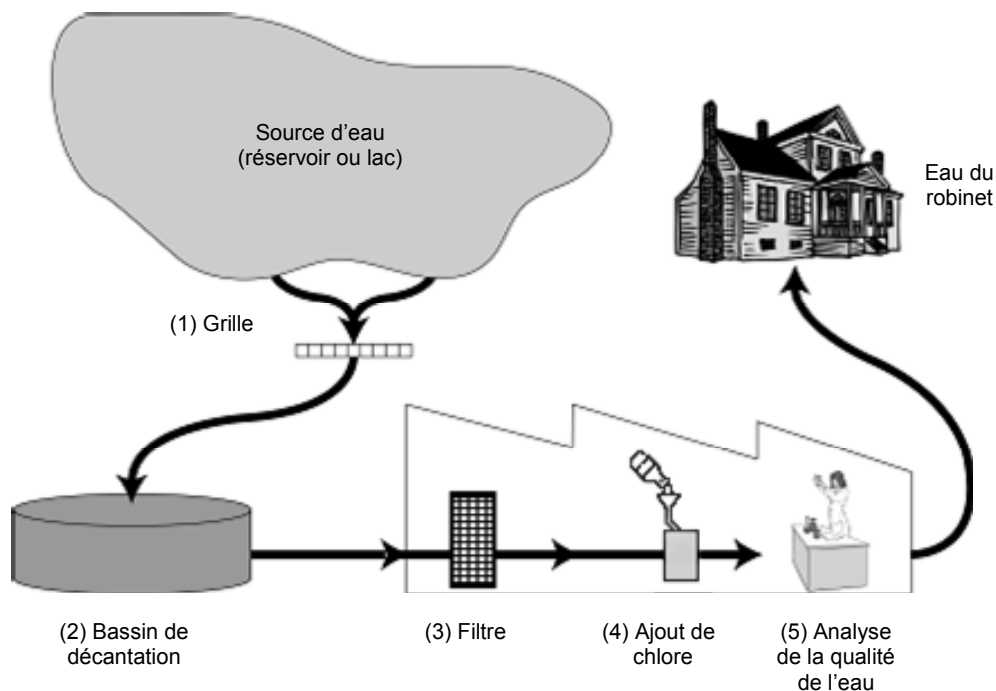 Source d'eau
(réservoir ou lac)
Eau du
robinet
(1) Grille
(2) Bassin de
décantation
(3) Filtre
(4) Ajout de
chlore
(5) Analyse
de la qualité
de l'eau